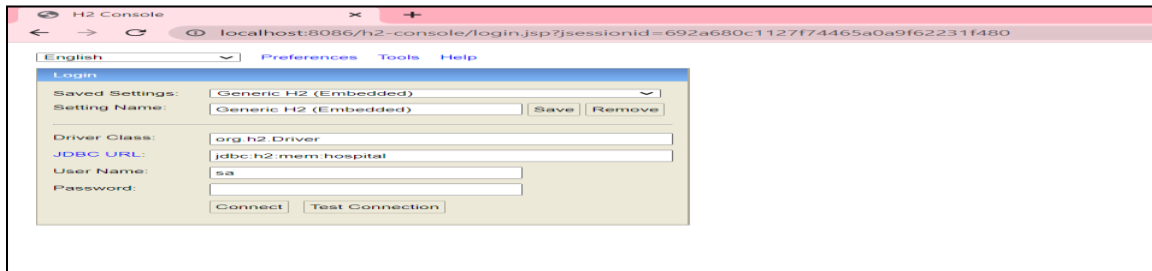 H2 Console
localhost:8086/h2-console/login.jsp?jsessionid=692a680c1127f74465a0a9f62231f480
English Preferences Tools Help
Login
Saved Settings: Generic H2 (Embedded)
Setting Name: Generic H2 (Embedded) Save Remove
Driver Class: org.h2.Driver
JDBC URL: jdbc:h2:mem:hospital
User Name: sa
Password:
Connect Test Connection